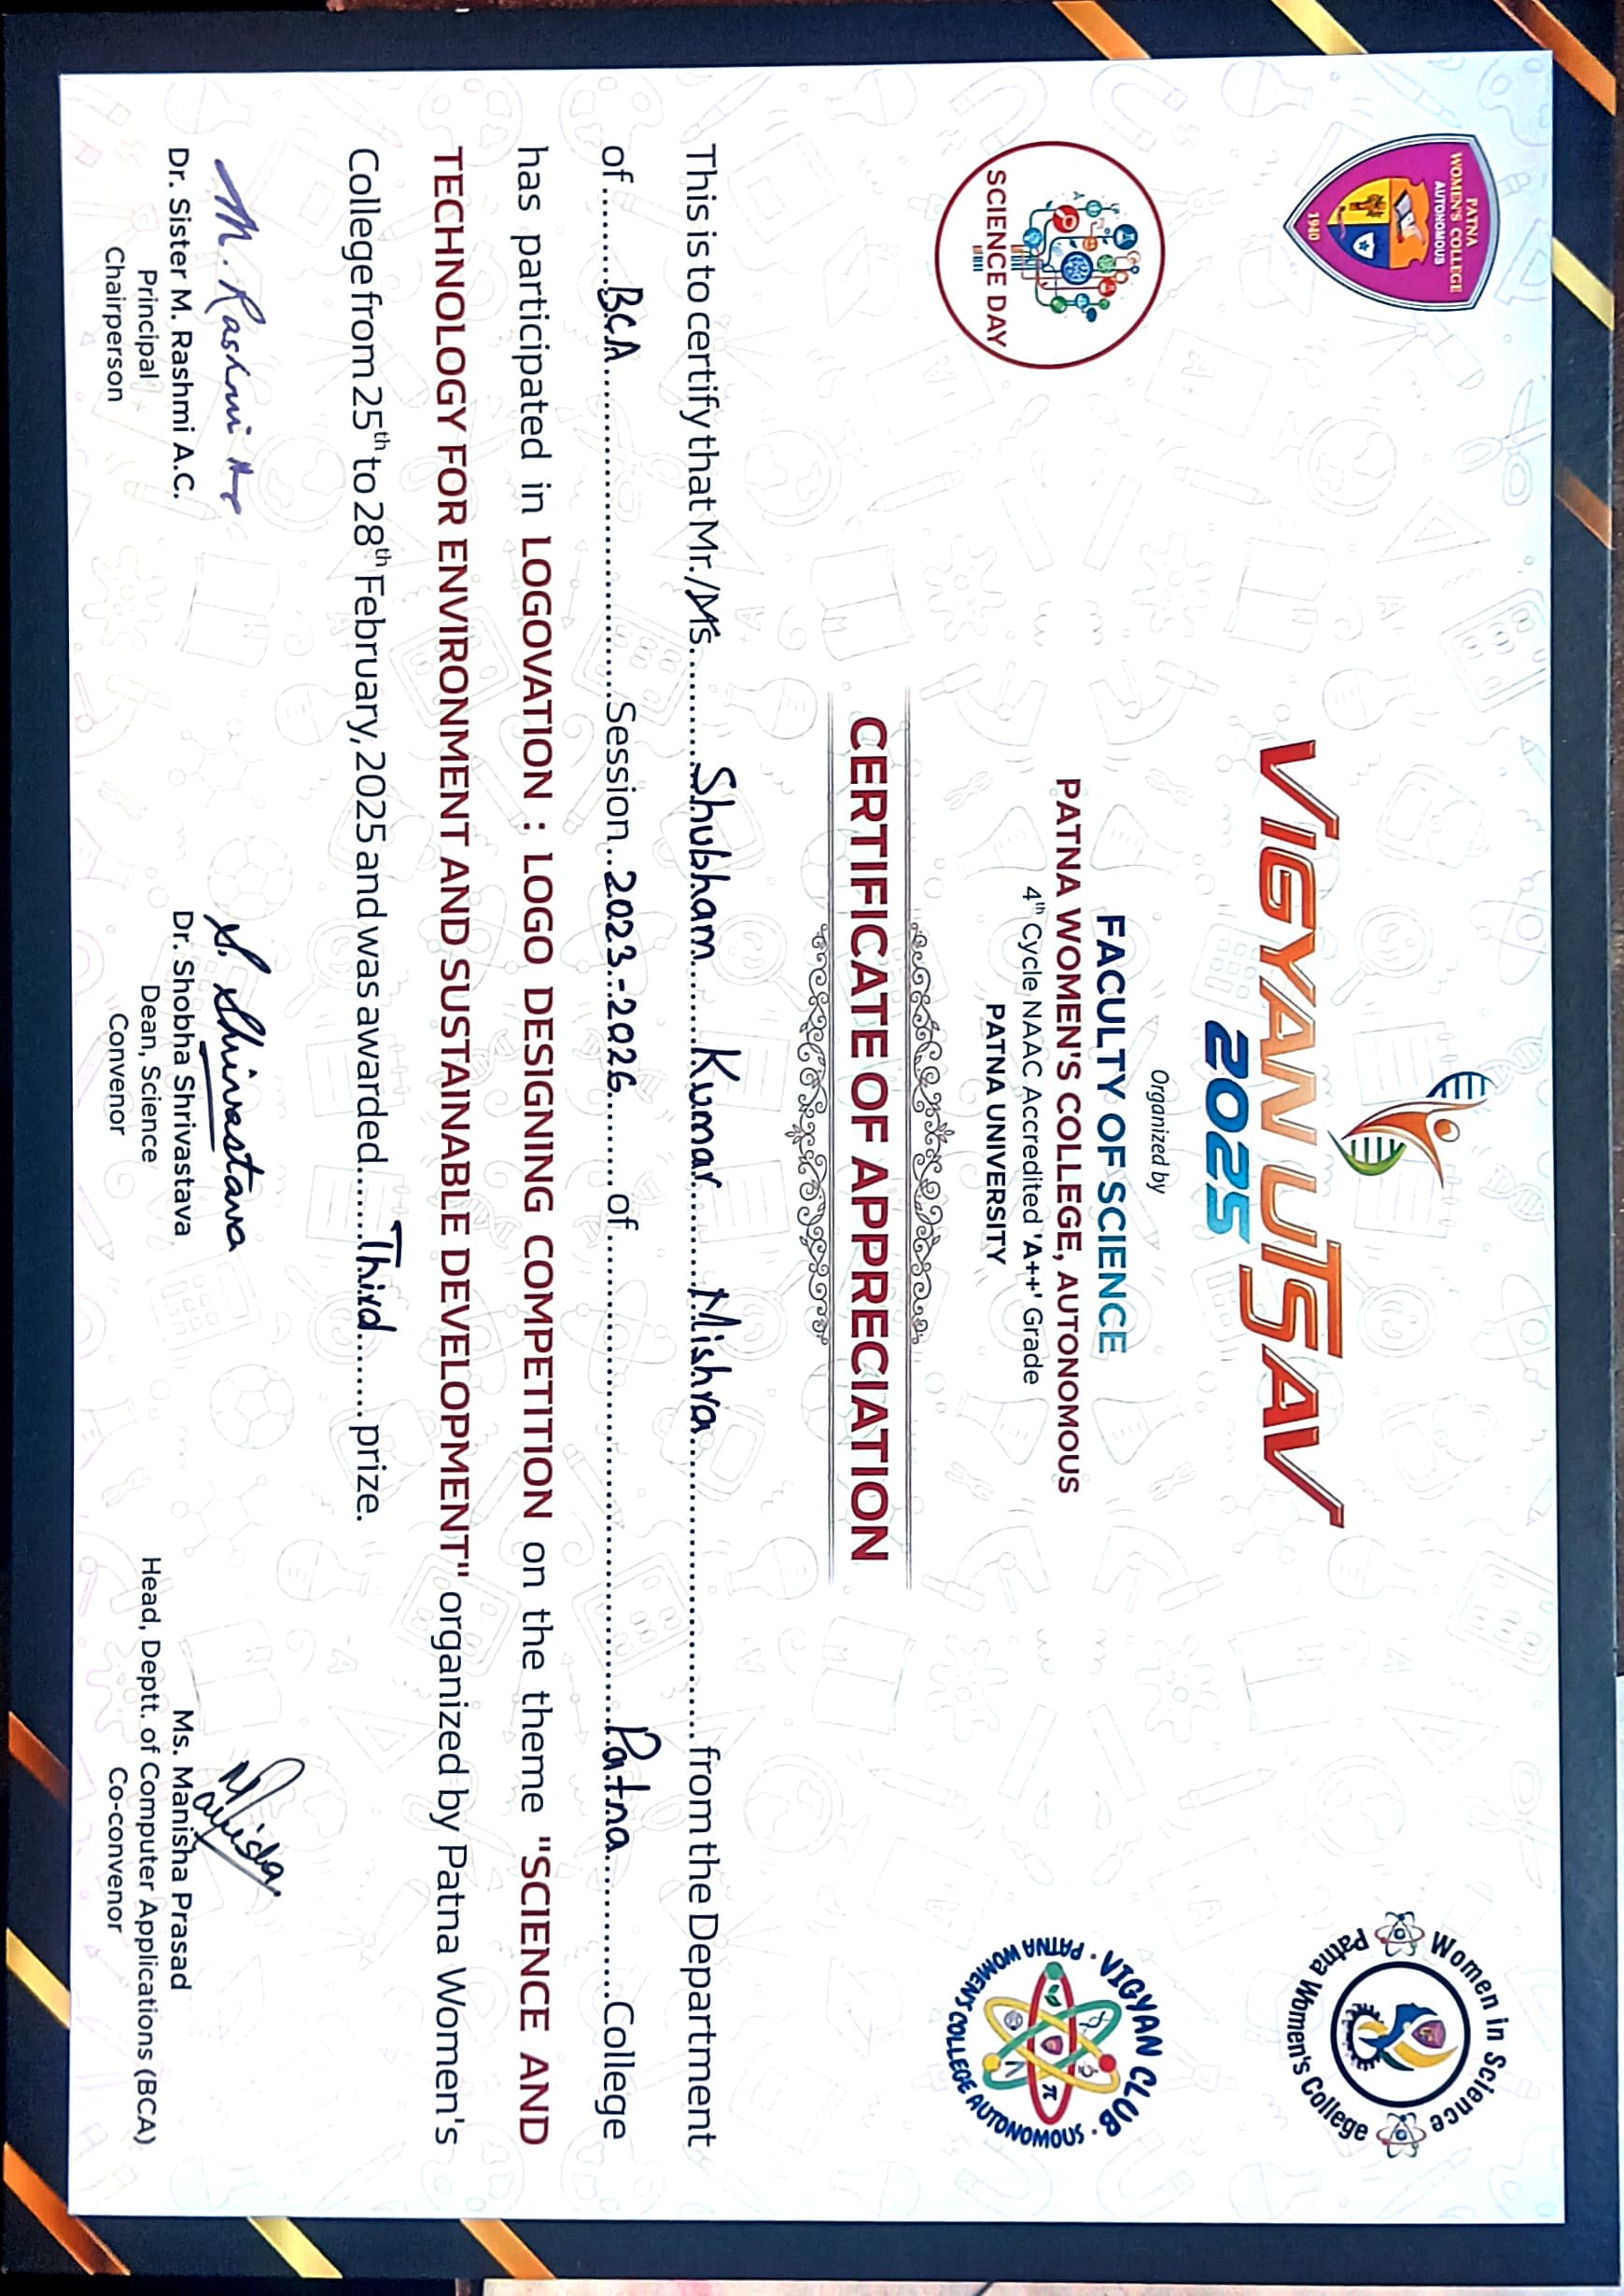 PATNA
WOMEN'S COLLEGE
AUTONOMOUS
1940
Women in Science
Patna Women's College
VIGYAN UTSAV
2025
Organized by
FACULTY OF SCIENCE
PATNA WOMEN'S COLLEGE, AUTONOMOUS
4th Cycle NAAC Accredited 'A++' Grade
PATNA UNIVERSITY
SCIENCE DAY
VIGYAN CLUB
PATNA WOMEN'S COLLEGE AUTONOMOUS
π
CERTIFICATE OF APPRECIATION
This is to certify that Mr./Ms. Shubham Kumar Mishra from the Department
of BCA Session 2023-2026 of Patna College
has participated in LOGOVATION : LOGO DESIGNING COMPETITION on the theme "SCIENCE AND
TECHNOLOGY FOR ENVIRONMENT AND SUSTAINABLE DEVELOPMENT" organized by Patna Women's
College from 25th to 28th February, 2025 and was awarded Third prize.
M. Rashmi A.C.
S. Shrivastava
Manisha
Dr. Sister M. Rashmi A.C.
Principal
Chairperson
Dr. Shobha Shrivastava
Dean, Science
Convenor
Ms. Manisha Prasad
Head, Deptt. of Computer Applications (BCA)
Co-convenor